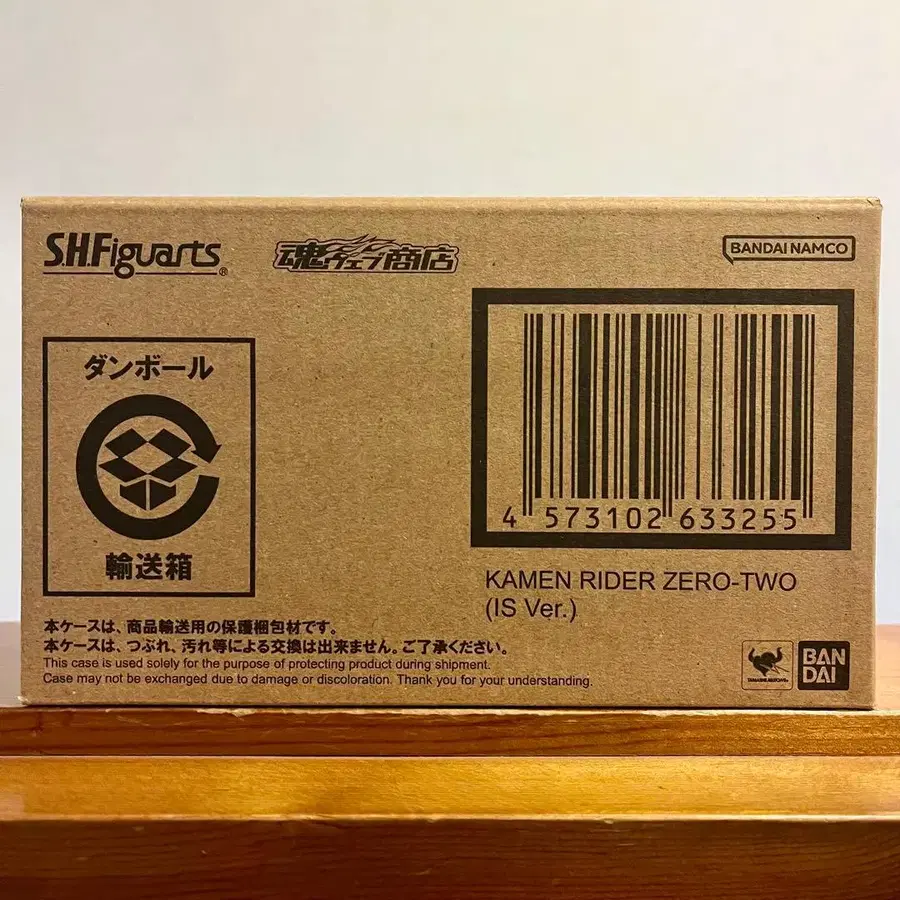 S.H.Figuarts®
魂ウェブ商店
BANDAI NAMCO
ダンボール
輸送箱
4 573102 633255
KAMEN RIDER ZERO-TWO
(IS Ver.)
本ケースは、商品輸送用の保護梱包材です。
本ケースは、つぶれ、汚れ等による交換は出来ません。ご了承ください。
This case is used solely for the purpose of protecting product during shipment.
Case may not be exchanged due to damage or discoloration. Thank you for your understanding.
BAN
DAI